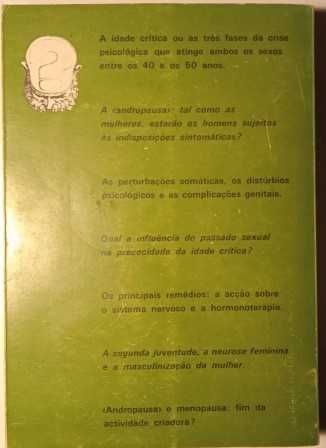 A idade crítica ou as três fases da crise
psicológica que atinge ambos os sexos
entre os 40 e os 50 anos.
A ‹andropausa›: tal como as
mulheres, estarão os homens sujeitos
às indisposições sintomáticas?
As perturbações somáticas, os distúrbios
psicológicos e as complicações genitais.
Qual a influência do passado sexual
na precocidade da idade crítica?
Os principais remédios: a acção sobre
o sistema nervoso e a hormonoterapia.
A segunda juventude, a neurose feminina
e a masculinização da mulher.
‹Andropausa› e menopausa: fim da
actividade criadora?